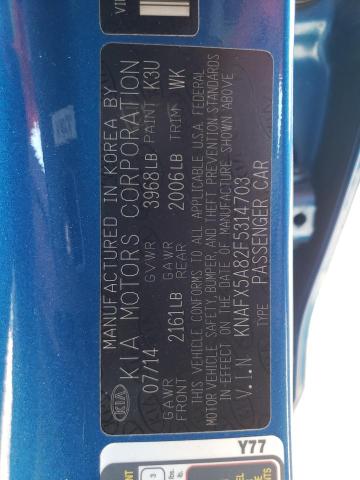 MANUFACTURED IN KOREA BY
KIA MOTORS CORPORATION
07/14 GVWR 3968LB PAINT K3U
GAWR FRONT 2161LB GAWR REAR 2006LB TRIM WK
THIS VEHICLE CONFORMS TO ALL APPLICABLE U.S.A. FEDERAL
MOTOR VEHICLE SAFETY, BUMPER, AND THEFT PREVENTION STANDARDS
IN EFFECT ON THE DATE OF MANUFACTURE SHOWN ABOVE
V.I.N KNAFX5A82F5314703
TYPE PASSENGER CAR
KIA
Y77